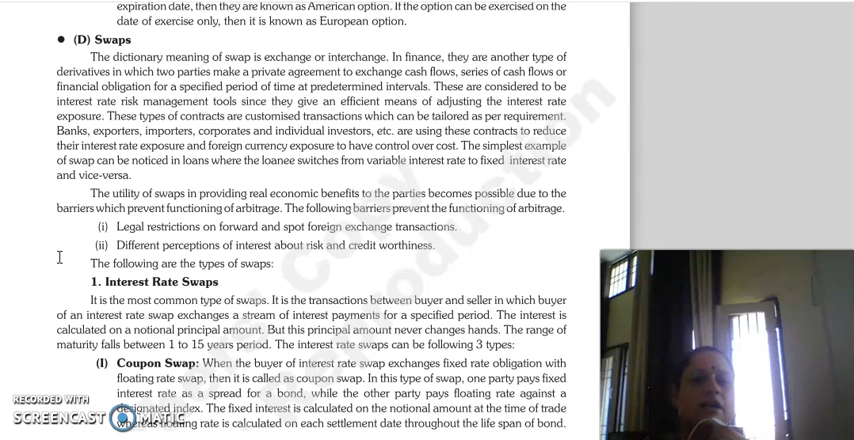 expiration date, then they are known as American option. If the option can be exercised on the
date of exercise only, then it is known as European option.
● (D) Swaps
The dictionary meaning of swap is exchange or interchange. In finance, they are another type of
derivatives in which two parties make a private agreement to exchange cash flows, series of cash flows or
financial obligation for a specified period of time at predetermined intervals. These are considered to be
interest rate risk management tools since they give an efficient means of adjusting the interest rate
exposure. These types of contracts are customised transactions which can be tailored as per requirement.
Banks, exporters, importers, corporates and individual investors, etc. are using these contracts to reduce
their interest rate exposure and foreign currency exposure to have control over cost. The simplest example
of swap can be noticed in loans where the loanee switches from variable interest rate to fixed interest rate
and vice-versa.
The utility of swaps in providing real economic benefits to the parties becomes possible due to the
barriers which prevent functioning of arbitrage. The following barriers prevent the functioning of arbitrage.
(i) Legal restrictions on forward and spot foreign exchange transactions.
(ii) Different perceptions of interest about risk and credit worthiness.
The following are the types of swaps:
1. Interest Rate Swaps
It is the most common type of swaps. It is the transactions between buyer and seller in which buyer
of an interest rate swap exchanges a stream of interest payments for a specified period. The interest is
calculated on a notional principal amount. But this principal amount never changes hands. The range of
maturity falls between 1 to 15 years period. The interest rate swaps can be following 3 types:
(I) Coupon Swap: When the buyer of interest rate swap exchanges fixed rate obligation with
floating rate swap, then it is called as coupon swap. In this type of swap, one party pays fixed
interest rate as a spread for a bond, while the other party pays floating rate against a
designated index. The fixed interest is calculated on the notional amount at the time of trade
whereas floating rate is calculated on each settlement date throughout the life span of bond.
RECORDED WITH
SCREENCAST MATIC